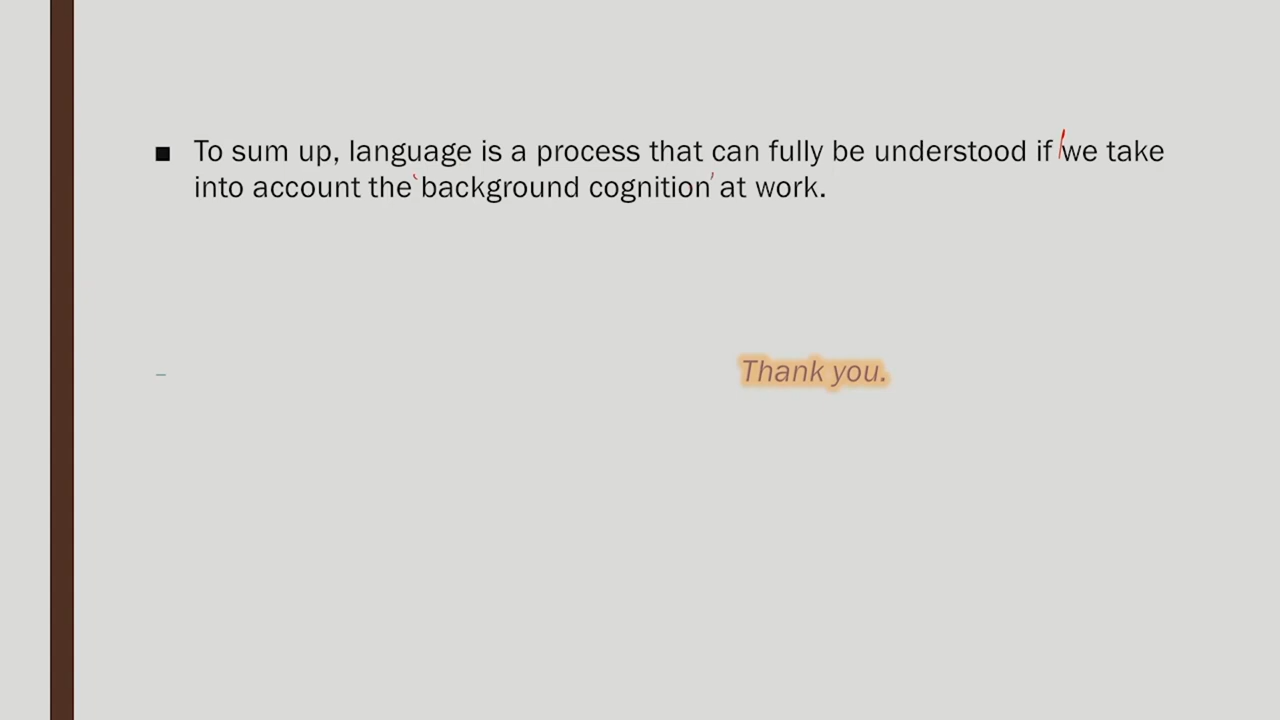 ■ To sum up, language is a process that can fully be understood if we take
into account the ‵background cognition′ at work.
– Thank you.